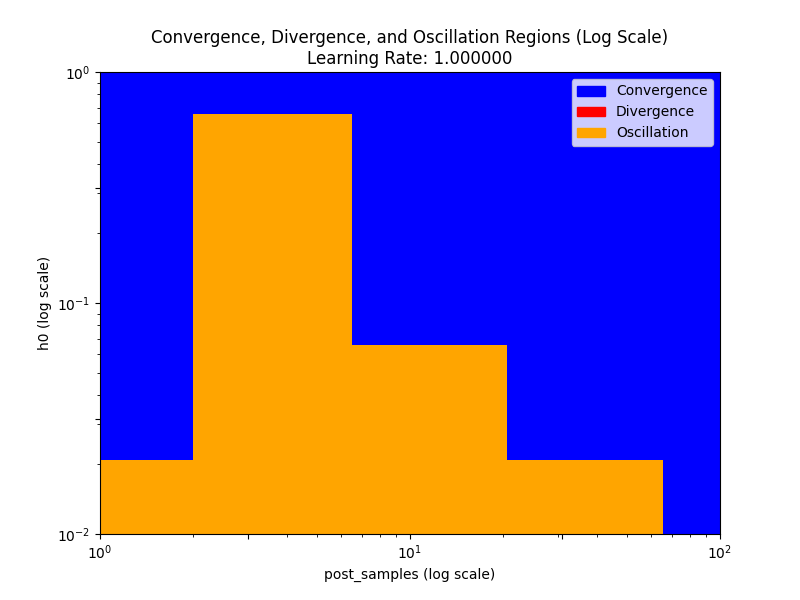 Convergence, Divergence, and Oscillation Regions (Log Scale)
Learning Rate: 1.000000
Convergence
Divergence
Oscillation
h0 (log scale)
10⁰
10⁻¹
10⁻²
10⁰ 10¹ 10²
post_samples (log scale)